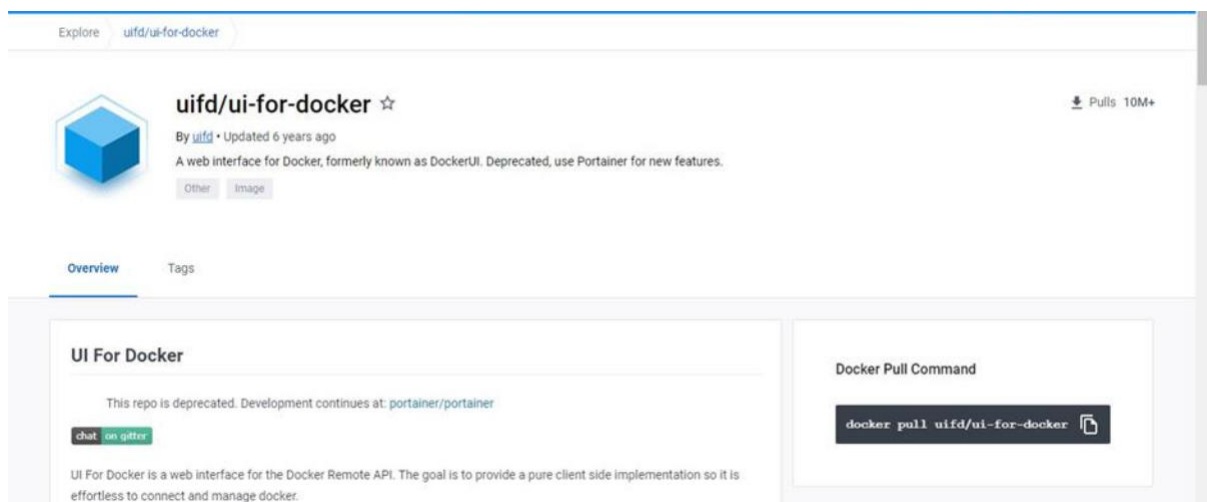 Explore uifd/ui-for-docker
uifd/ui-for-docker
Pulls 10M+
By uifd • Updated 6 years ago
A web interface for Docker, formerly known as DockerUI. Deprecated, use Portainer for new features.
Other Image
Overview Tags
UI For Docker
This repo is deprecated. Development continues at: portainer/portainer
chat on gitter
UI For Docker is a web interface for the Docker Remote API. The goal is to provide a pure client side implementation so it is
effortless to connect and manage docker.
Docker Pull Command
docker pull uifd/ui-for-docker